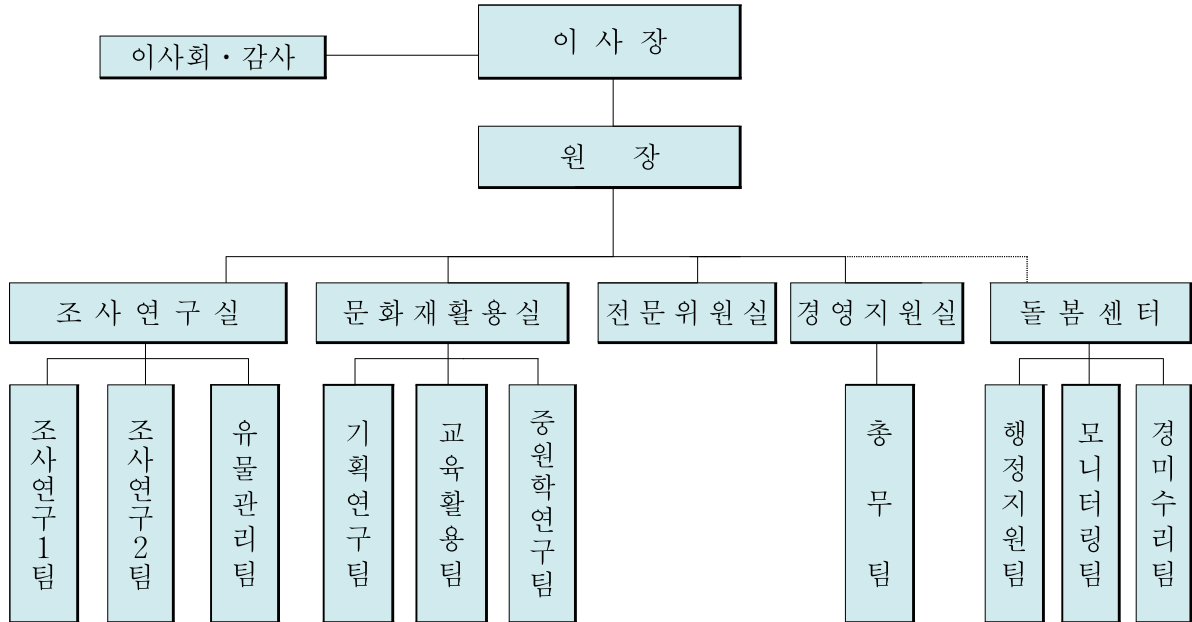 이 사 장
이사회·감사
원 장
조사연구실
문화재활용실
전문위원실
경영지원실
돌봄센터
조사연구1팀
조사연구2팀
유물관리팀
기획연구팀
교육활용팀
중원학연구팀
총무팀
행정지원팀
모니터링팀
경미수리팀